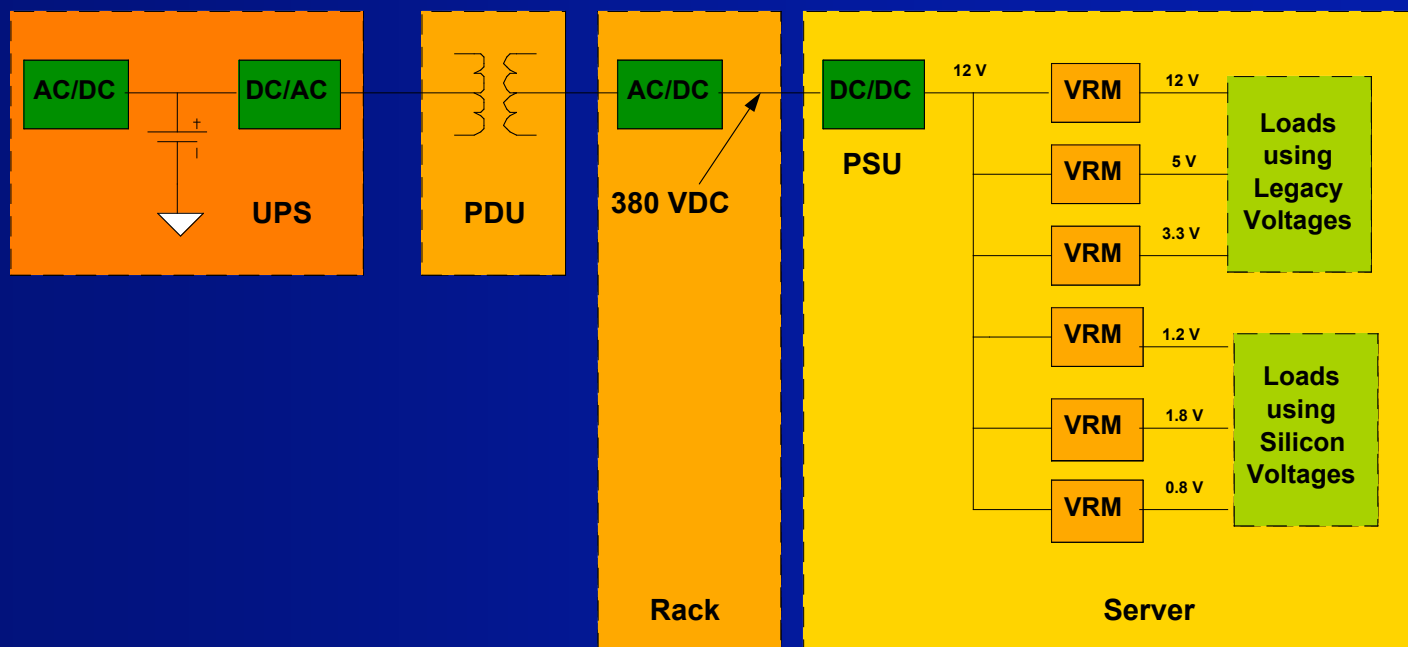 AC/DC
DC/AC
+
UPS
PDU
AC/DC
380 VDC
Rack
DC/DC
PSU
12 V
VRM
12 V
VRM
5 V
VRM
3.3 V
Loads
using
Legacy
Voltages
VRM
1.2 V
VRM
1.8 V
VRM
0.8 V
Loads
using
Silicon
Voltages
Server